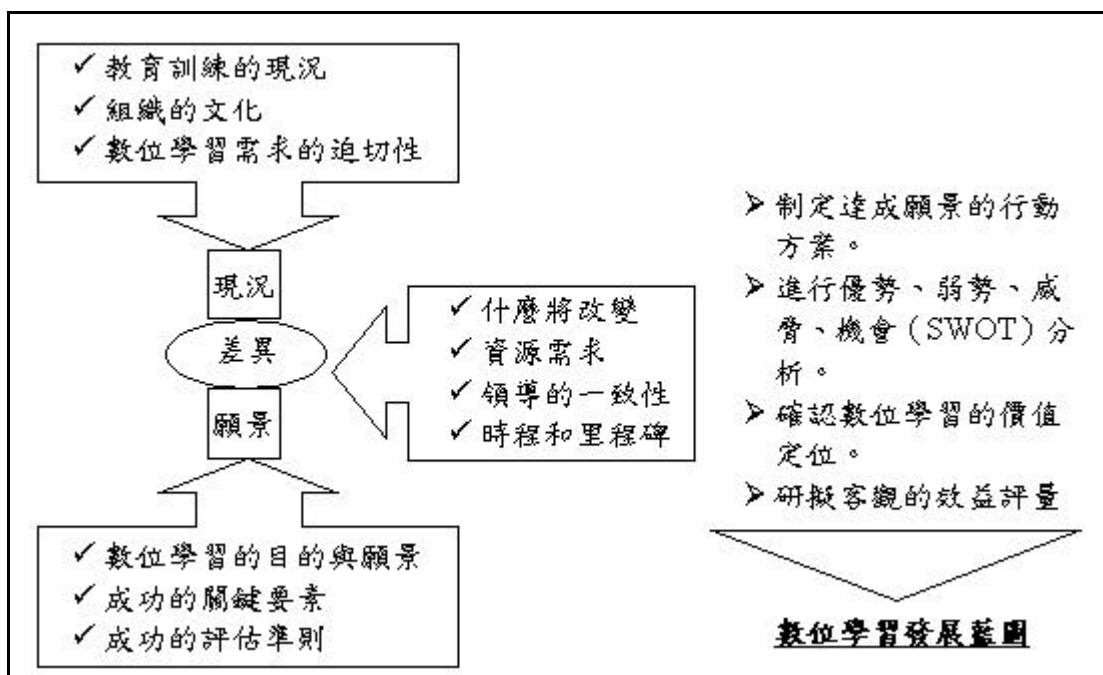 ✓ 教育訓練的現況
✓ 組織的文化
✓ 數位學習需求的迫切性
現況
差異
願景
✓ 什麼將改變
✓ 資源需求
✓ 領導的一致性
✓ 時程和里程碑
✓ 數位學習的目的與願景
✓ 成功的關鍵要素
✓ 成功的評估準則
➢ 制定達成願景的行動
方案。
➢ 進行優勢、弱勢、威
脅、機會(SWOT)分
析。
➢ 確認數位學習的價值
定位。
➢ 研擬客觀的效益評量
數位學習發展藍圖